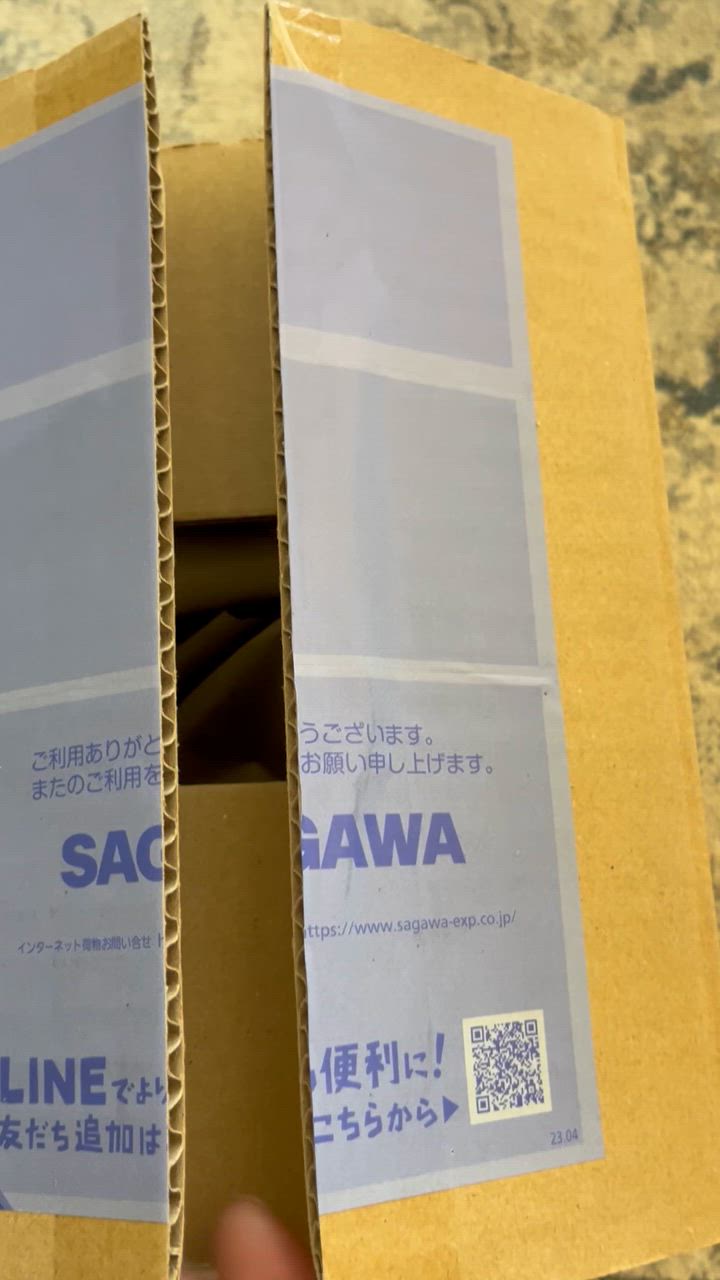 ご利用ありがとうございます。
またのご利用をお願い申し上げます。
SAGAWA
インターネット荷物お問い合せ https://www.sagawa-exp.co.jp/
LINEでより便利に!
友だち追加はこちらから▶
23.04